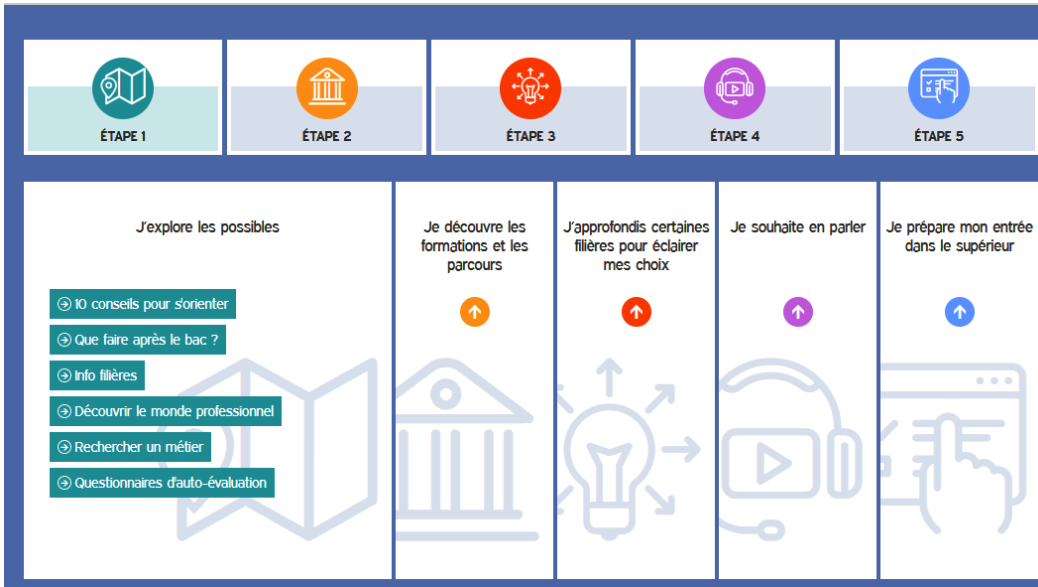 ÉTAPE 1
ÉTAPE 2
ÉTAPE 3
ÉTAPE 4
ÉTAPE 5
J'explore les possibles
10 conseils pour s'orienter
Que faire après le bac ?
Info filières
Découvrir le monde professionnel
Rechercher un métier
Questionnaires d'auto-évaluation
Je découvre les
formations et les
parcours
J'approfondis certaines
filières pour éclairer
mes choix
Je souhaite en parler
Je prépare mon entrée
dans le supérieur